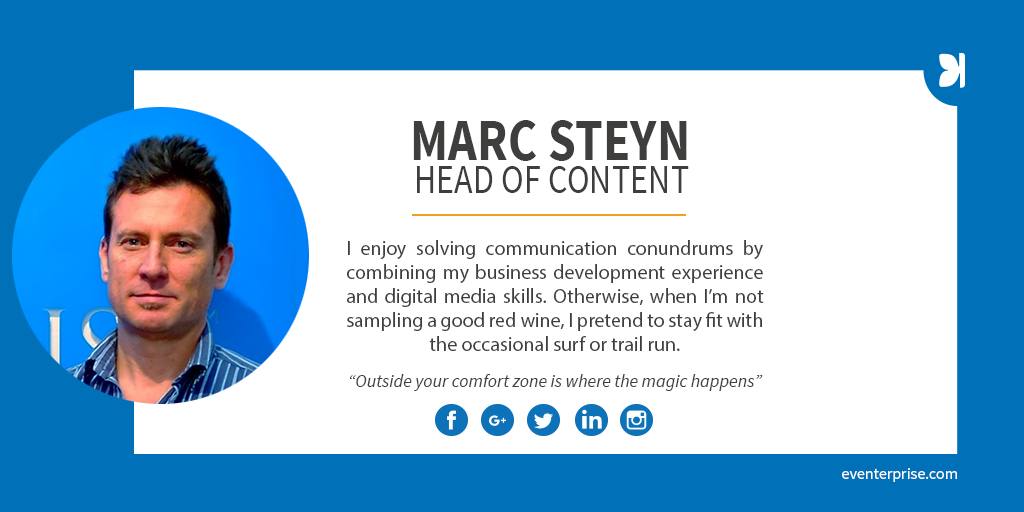 MARC STEYN
HEAD OF CONTENT
I enjoy solving communication conundrums by
combining my business development experience
and digital media skills. Otherwise, when I’m not
sampling a good red wine, I pretend to stay fit with
the occasional surf or trail run.
“Outside your comfort zone is where the magic happens”
f G+ in
eventerprise.com